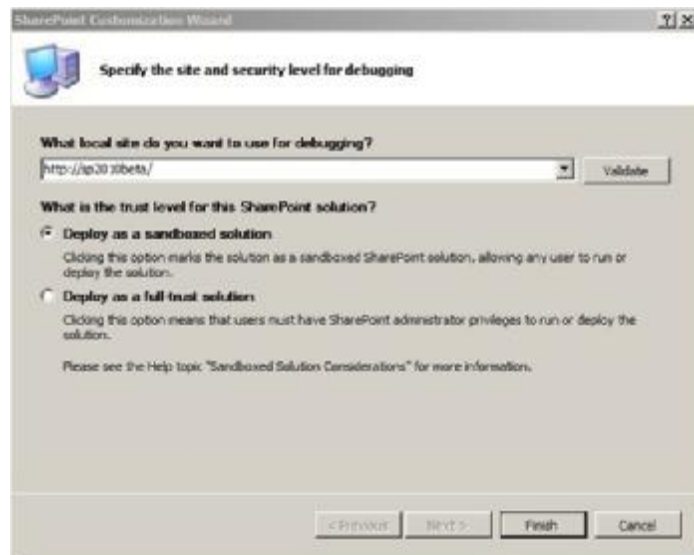 SharePoint Customization Wizard
Specify the site and security level for debugging
What local site do you want to use for debugging?
http://sp2010beta/
Validate
What is the trust level for this SharePoint solution?
Deploy as a sandboxed solution
Clicking this option marks the solution as a sandboxed SharePoint solution, allowing any user to run or
deploy the solution.
Deploy as a full-trust solution
Clicking this option means that users must have SharePoint administrator privileges to run or deploy the
solution.
Please see the Help topic "Sandboxed Solution Considerations" for more information.
< Previous Next > Finish Cancel